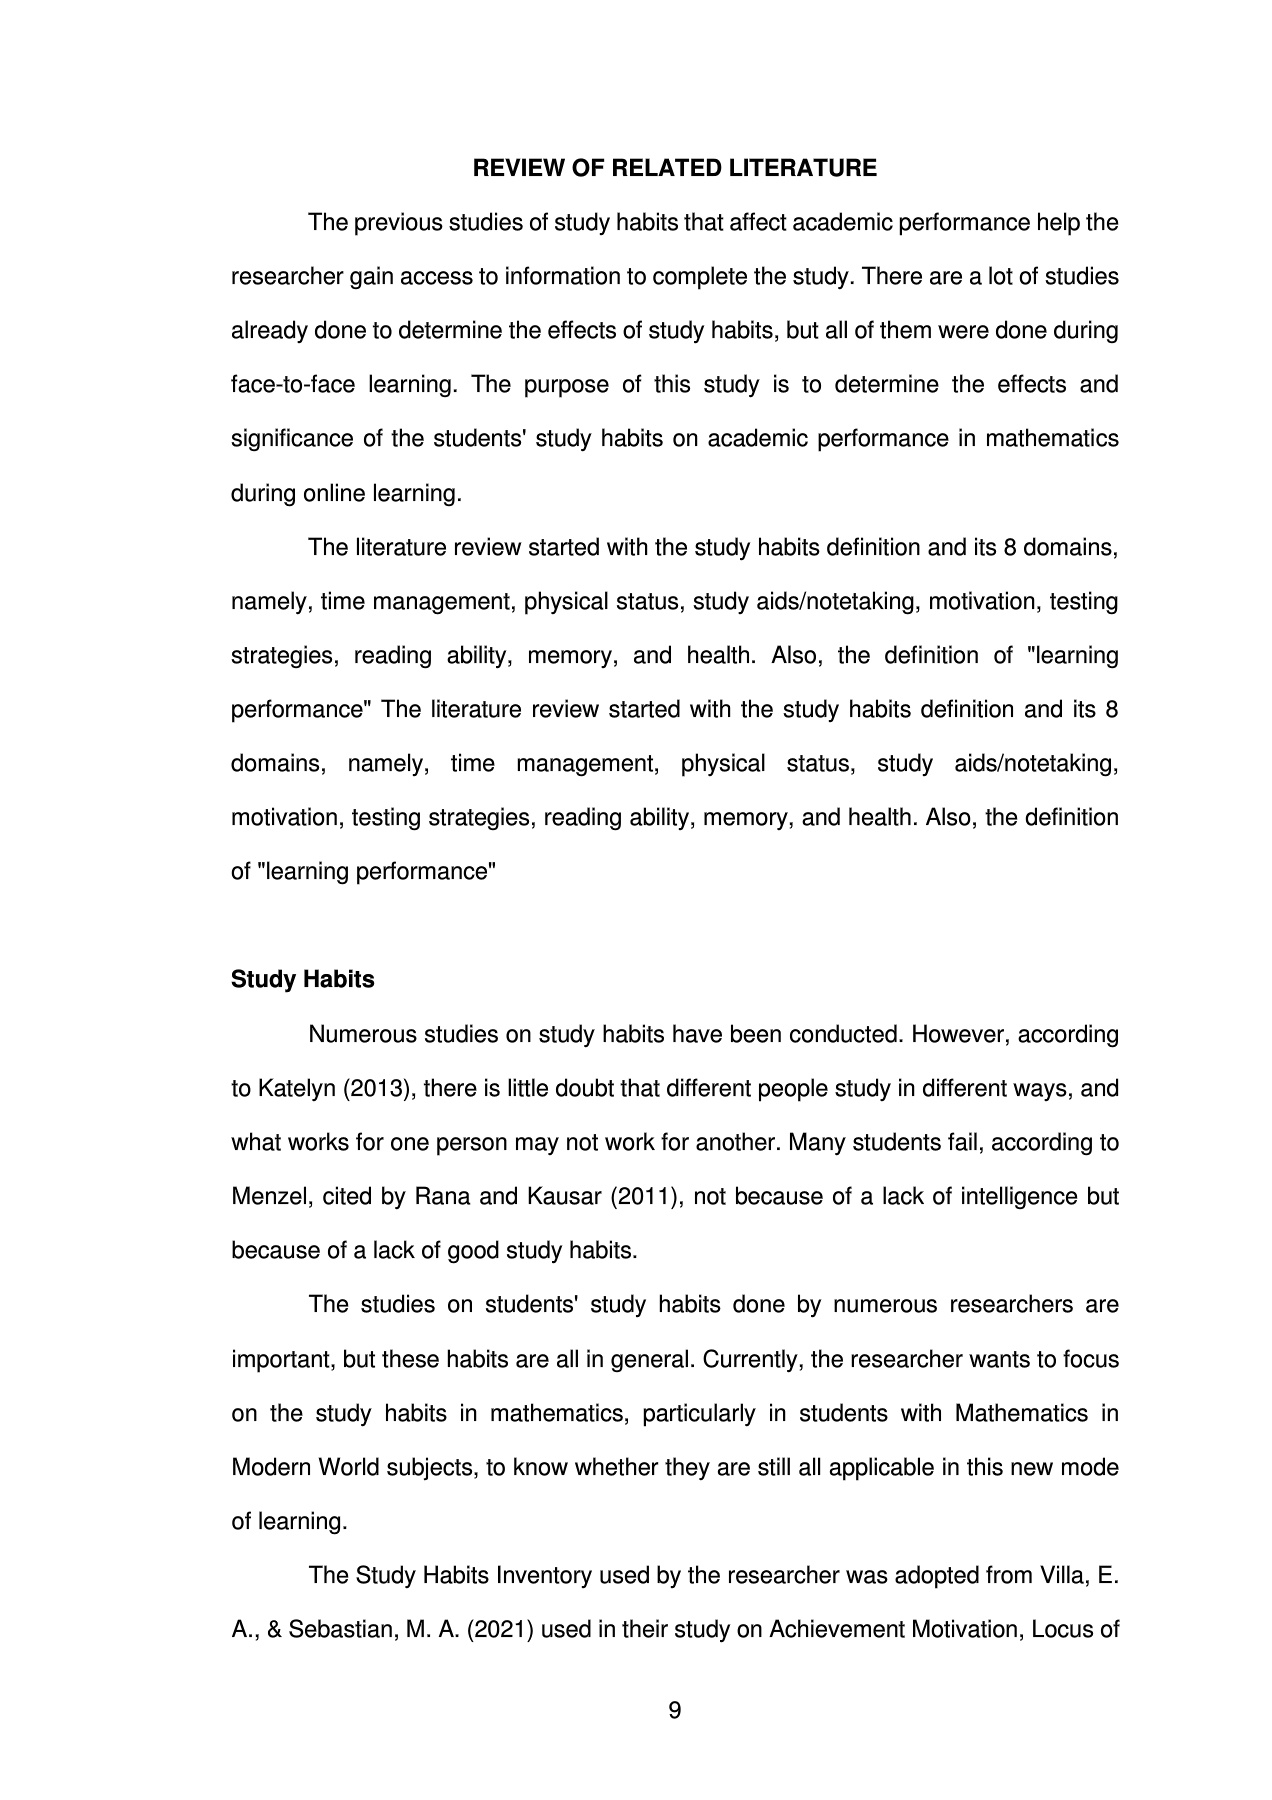 REVIEW OF RELATED LITERATURE
The previous studies of study habits that affect academic performance help the
researcher gain access to information to complete the study. There are a lot of studies
already done to determine the effects of study habits, but all of them were done during
face-to-face learning. The purpose of this study is to determine the effects and
significance of the students' study habits on academic performance in mathematics
during online learning.
The literature review started with the study habits definition and its 8 domains,
namely, time management, physical status, study aids/notetaking, motivation, testing
strategies, reading ability, memory, and health. Also, the definition of "learning
performance" The literature review started with the study habits definition and its 8
domains, namely, time management, physical status, study aids/notetaking,
motivation, testing strategies, reading ability, memory, and health. Also, the definition
of "learning performance"
Study Habits
Numerous studies on study habits have been conducted. However, according
to Katelyn (2013), there is little doubt that different people study in different ways, and
what works for one person may not work for another. Many students fail, according to
Menzel, cited by Rana and Kausar (2011), not because of a lack of intelligence but
because of a lack of good study habits.
The studies on students' study habits done by numerous researchers are
important, but these habits are all in general. Currently, the researcher wants to focus
on the study habits in mathematics, particularly in students with Mathematics in
Modern World subjects, to know whether they are still all applicable in this new mode
of learning.
The Study Habits Inventory used by the researcher was adopted from Villa, E.
A., & Sebastian, M. A. (2021) used in their study on Achievement Motivation, Locus of
9